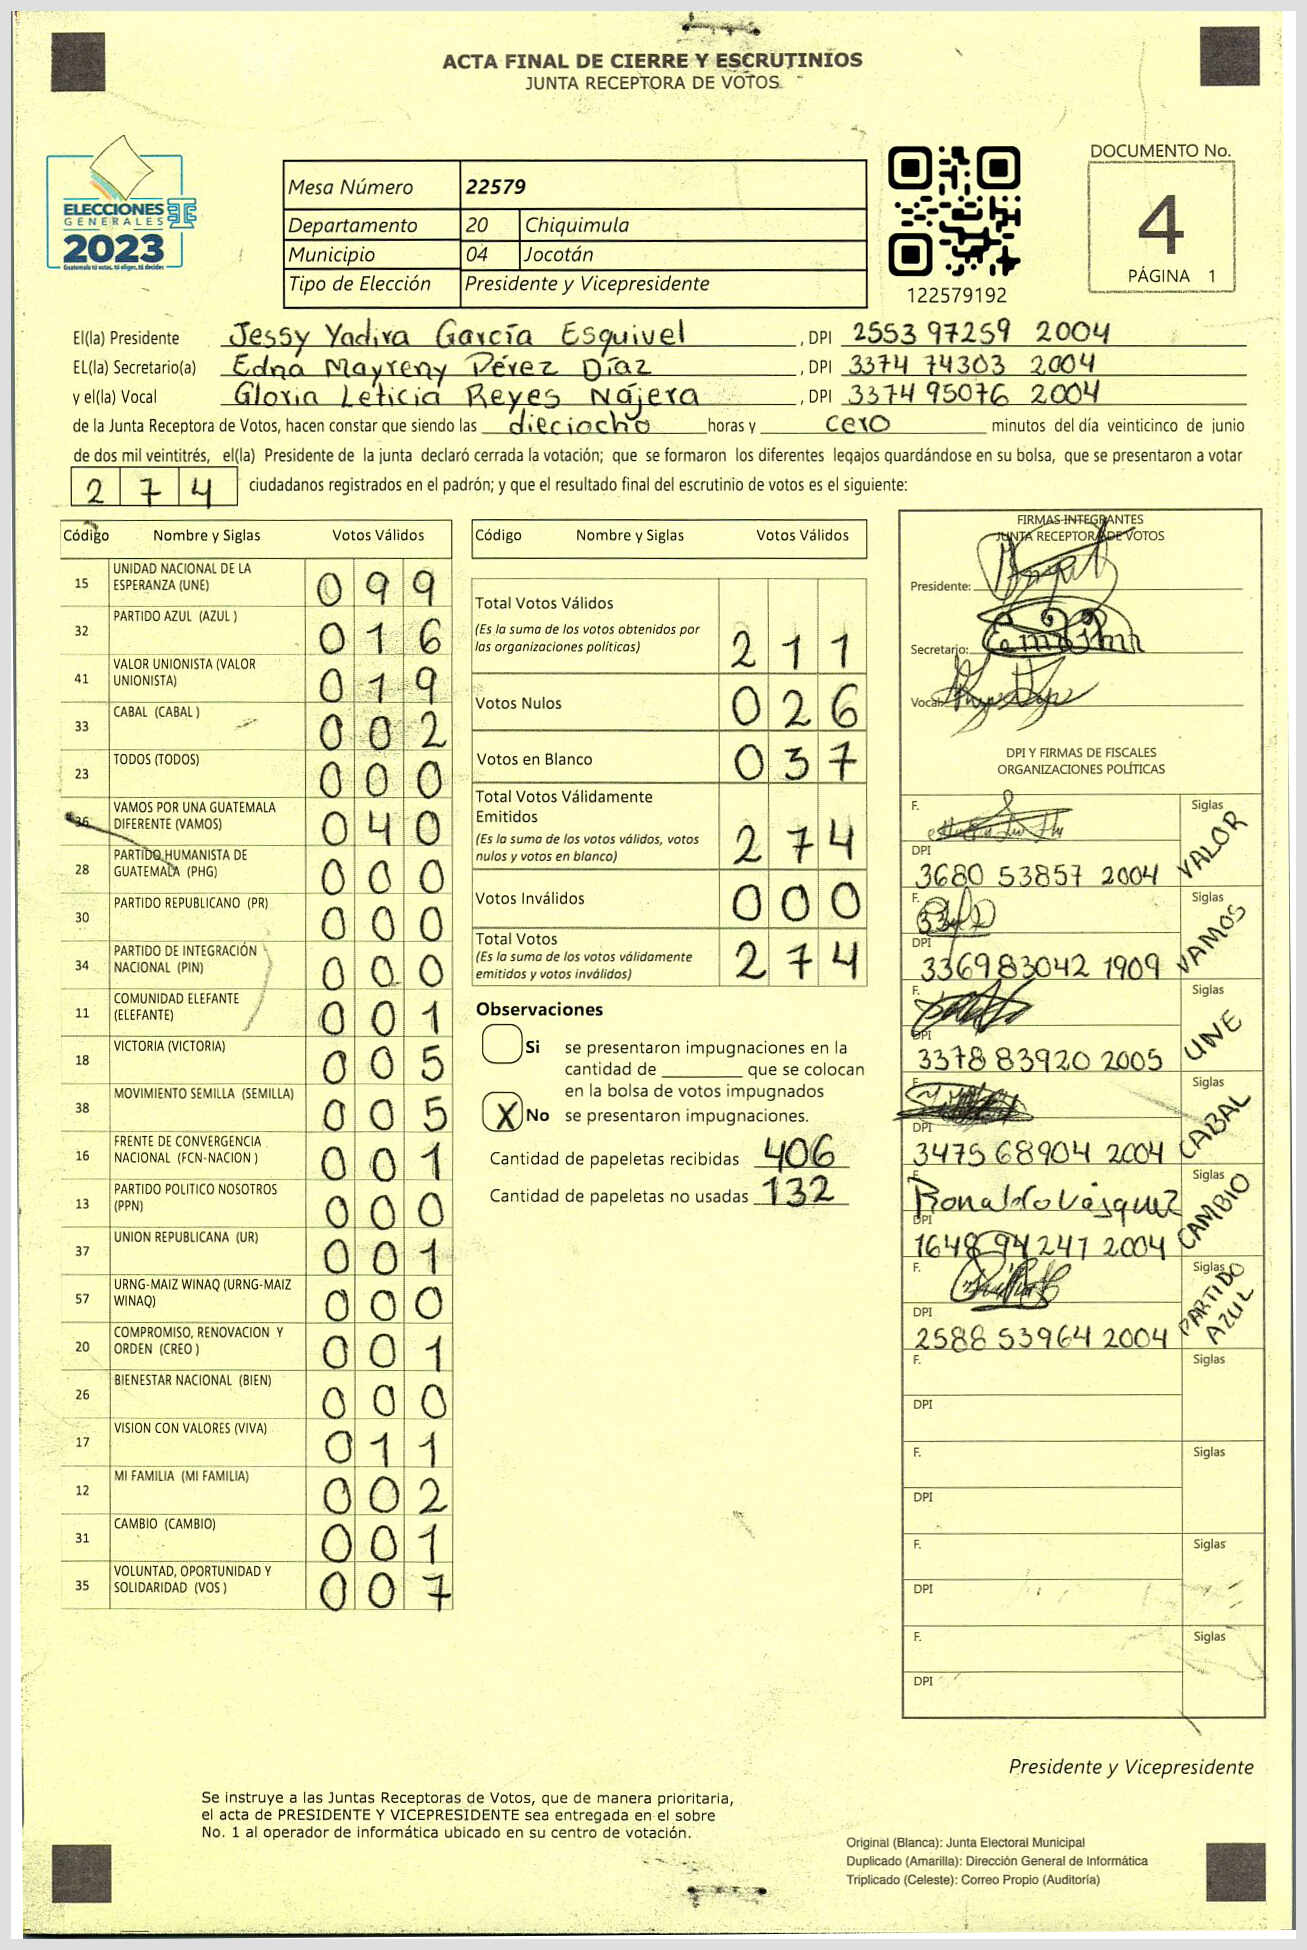 ACTA FINAL DE CIERRE Y ESCRUTINIOS
JUNTA RECEPTORA DE VOTOS
ELECCIONES
GENERALES
2023
Guatemala tú votas, tú eliges, tú decides
Mesa Número 22579
Departamento 20 Chiquimula
Municipio 04 Jocotán
Tipo de Elección Presidente y Vicepresidente
122579192
DOCUMENTO No.
4
PÁGINA 1
El(la) Presidente Jessy Yadira García Esquivel, DPI 2553 97259 2004
EL(la) Secretario(a) Edna Mayreny Pérez Díaz, DPI 3374 74303 2004
y el(la) Vocal Gloria Leticia Reyes Nájera, DPI 3374 95076 2004
de la Junta Receptora de Votos, hacen constar que siendo las dieciocho horas y cero minutos del día veinticinco de junio
de dos mil veintitrés, el(la) Presidente de la junta declaró cerrada la votación; que se formaron los diferentes legajos guardándose en su bolsa, que se presentaron a votar
2 7 4 ciudadanos registrados en el padrón; y que el resultado final del escrutinio de votos es el siguiente:
Código Nombre y Siglas Votos Válidos
15 UNIDAD NACIONAL DE LA ESPERANZA (UNE) 0 9 9
32 PARTIDO AZUL (AZUL ) 0 1 6
41 VALOR UNIONISTA (VALOR UNIONISTA) 0 1 9
33 CABAL (CABAL ) 0 0 2
23 TODOS (TODOS) 0 0 0
36 VAMOS POR UNA GUATEMALA DIFERENTE (VAMOS) 0 4 0
28 PARTIDO HUMANISTA DE GUATEMALA (PHG) 0 0 0
30 PARTIDO REPUBLICANO (PR) 0 0 0
34 PARTIDO DE INTEGRACIÓN NACIONAL (PIN) 0 0 0
11 COMUNIDAD ELEFANTE (ELEFANTE) 0 0 1
18 VICTORIA (VICTORIA) 0 0 5
38 MOVIMIENTO SEMILLA (SEMILLA) 0 0 5
16 FRENTE DE CONVERGENCIA NACIONAL (FCN-NACION ) 0 0 1
13 PARTIDO POLITICO NOSOTROS (PPN) 0 0 0
37 UNION REPUBLICANA (UR) 0 0 1
57 URNG-MAIZ WINAQ (URNG-MAIZ WINAQ) 0 0 0
20 COMPROMISO, RENOVACION Y ORDEN (CREO ) 0 0 1
26 BIENESTAR NACIONAL (BIEN) 0 0 0
17 VISION CON VALORES (VIVA) 0 1 1
12 MI FAMILIA (MI FAMILIA) 0 0 2
31 CAMBIO (CAMBIO) 0 0 1
35 VOLUNTAD, OPORTUNIDAD Y SOLIDARIDAD (VOS ) 0 0 7
Código Nombre y Siglas Votos Válidos
Total Votos Válidos
(Es la suma de los votos obtenidos por
las organizaciones políticas) 2 1 1
Votos Nulos 0 2 6
Votos en Blanco 0 3 7
Total Votos Válidamente
Emitidos
(Es la suma de los votos válidos, votos
nulos y votos en blanco) 2 7 4
Votos Inválidos 0 0 0
Total Votos
(Es la suma de los votos válidamente
emitidos y votos inválidos) 2 7 4
Observaciones
Si se presentaron impugnaciones en la
cantidad de ________ que se colocan
en la bolsa de votos impugnados
X No se presentaron impugnaciones.
Cantidad de papeletas recibidas 406
Cantidad de papeletas no usadas 132
FIRMAS INTEGRANTES
JUNTA RECEPTORA DE VOTOS
Presidente:
Secretario:
Vocal:
DPI Y FIRMAS DE FISCALES
ORGANIZACIONES POLÍTICAS
F. Siglas VALOR
DPI
3680 53857 2004
F. Siglas VAMOS
DPI
336983042 1909
F. Siglas UNE
DPI
3378 83920 2005
F. Siglas CABAL
DPI
3475 68904 2004
F. Ronaldo Vásquez Siglas CAMBIO
DPI
1648 94247 2004
F. Siglas PARTIDO AZUL
DPI
2588 53964 2004
F. Siglas
DPI
F. Siglas
DPI
F. Siglas
DPI
F. Siglas
DPI
Presidente y Vicepresidente
Se instruye a las Juntas Receptoras de Votos, que de manera prioritaria,
el acta de PRESIDENTE Y VICEPRESIDENTE sea entregada en el sobre
No. 1 al operador de informática ubicado en su centro de votación.
Original (Blanca): Junta Electoral Municipal
Duplicado (Amarilla): Dirección General de Informática
Triplicado (Celeste): Correo Propio (Auditoría)